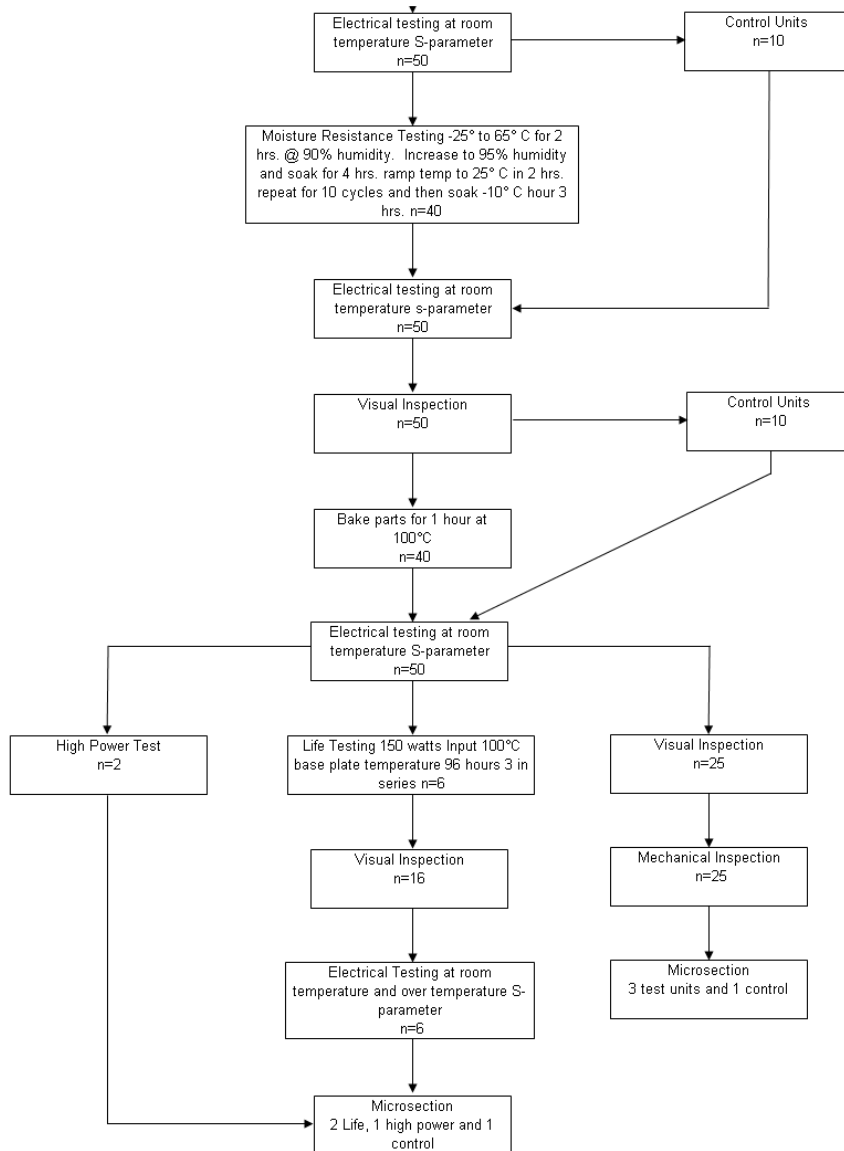 Electrical testing at room
temperature S-parameter
n=50
Control Units
n=10
Moisture Resistance Testing -25° to 65° C for 2
hrs. @ 90% humidity. Increase to 95% humidity
and soak for 4 hrs. ramp temp to 25° C in 2 hrs.
repeat for 10 cycles and then soak -10° C hour 3
hrs. n=40
Electrical testing at room
temperature s-parameter
n=50
Visual Inspection
n=50
Control Units
n=10
Bake parts for 1 hour at
100°C
n=40
Electrical testing at room
temperature S-parameter
n=50
High Power Test
n=2
Life Testing 150 watts Input 100°C
base plate temperature 96 hours 3 in
series n=6
Visual Inspection
n=25
Visual Inspection
n=16
Mechanical Inspection
n=25
Electrical Testing at room
temperature and over temperature S-
parameter
n=6
Microsection
3 test units and 1 control
Microsection
2 Life, 1 high power and 1
control